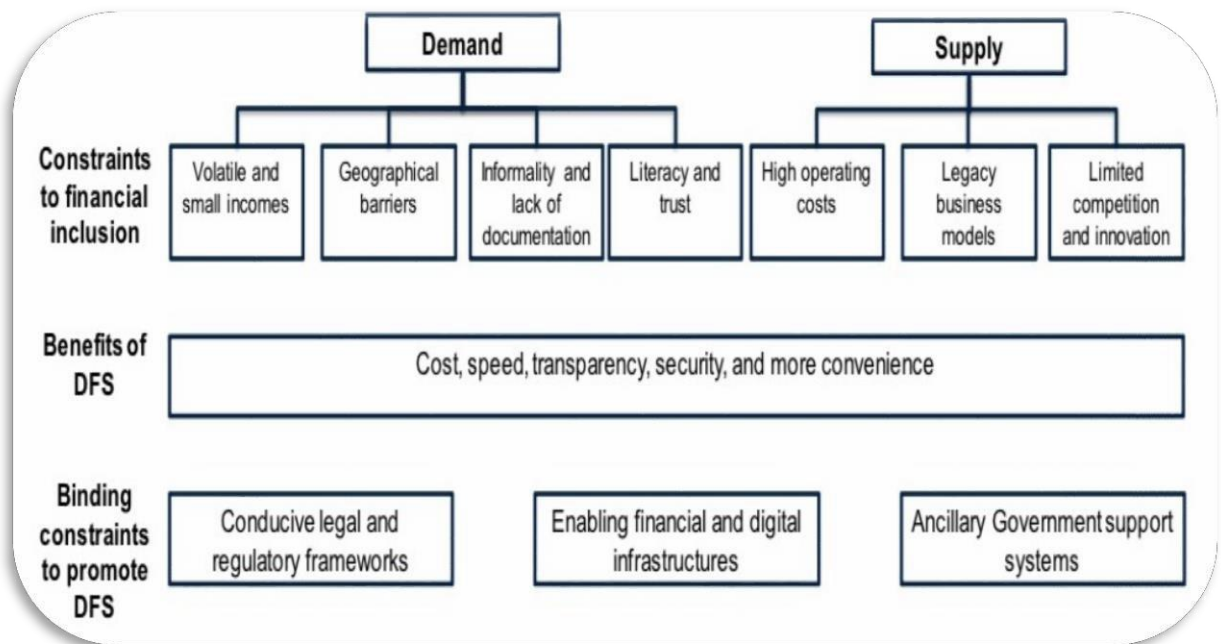 Demand
Supply
Constraints
to financial
inclusion
Volatile and
small incomes
Geographical
barriers
Informality and
lack of
documentation
Literacy and
trust
High operating
costs
Legacy
business
models
Limited
competition
and innovation
Benefits of
DFS
Cost, speed, transparency, security, and more convenience
Binding
constraints
to promote
DFS
Conducive legal and
regulatory frameworks
Enabling financial and digital
infrastructures
Ancillary Government support
systems